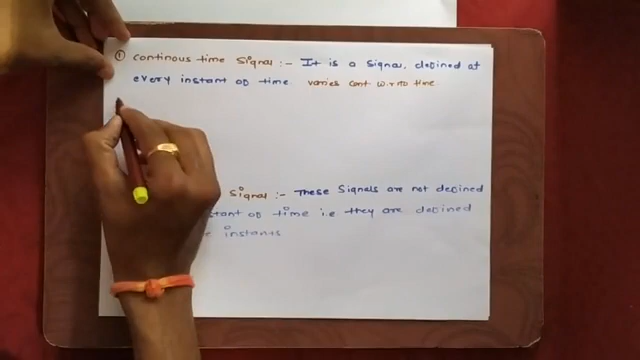 ① Continous time Signal :- It is a signal, defined at
every instant of time. varies cont w.r.to time
Signal :- These Signals are not defined
stant of time i.e they are defined
instants.